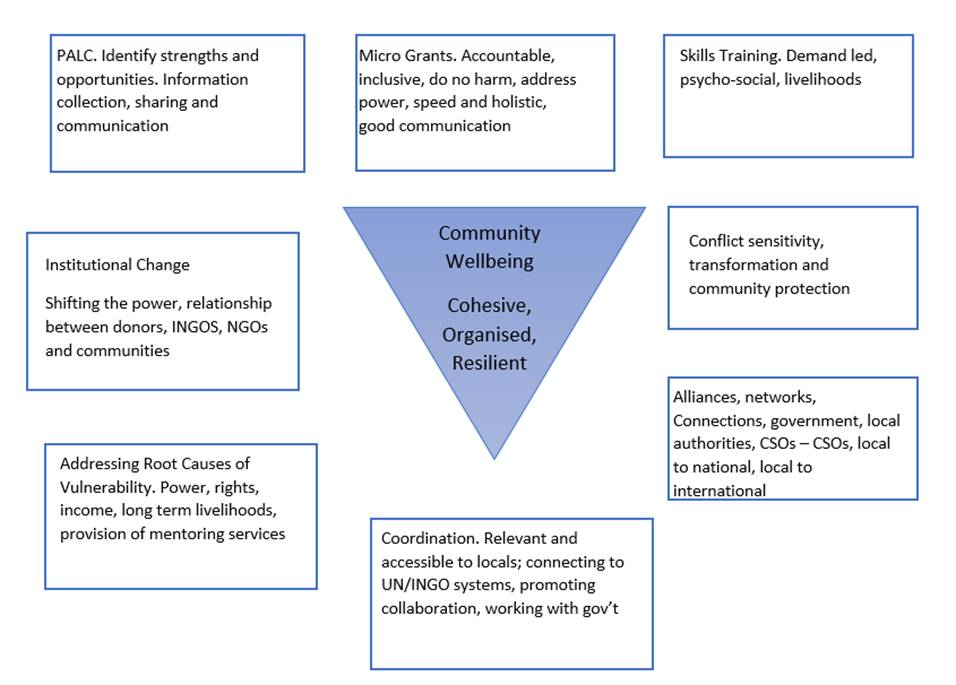 PALC. Identify strengths and
opportunities. Information
collection, sharing and
communication
Micro Grants. Accountable,
inclusive, do no harm, address
power, speed and holistic,
good communication
Skills Training. Demand led,
psycho-social, livelihoods
Institutional Change
Shifting the power, relationship
between donors, INGOS, NGOs
and communities
Community
Wellbeing
Cohesive,
Organised,
Resilient
Conflict sensitivity,
transformation and
community protection
Alliances, networks,
Connections, government, local
authorities, CSOs – CSOs, local
to national, local to
international
Addressing Root Causes of
Vulnerability. Power, rights,
income, long term livelihoods,
provision of mentoring services
Coordination. Relevant and
accessible to locals; connecting to
UN/INGO systems, promoting
collaboration, working with gov’t